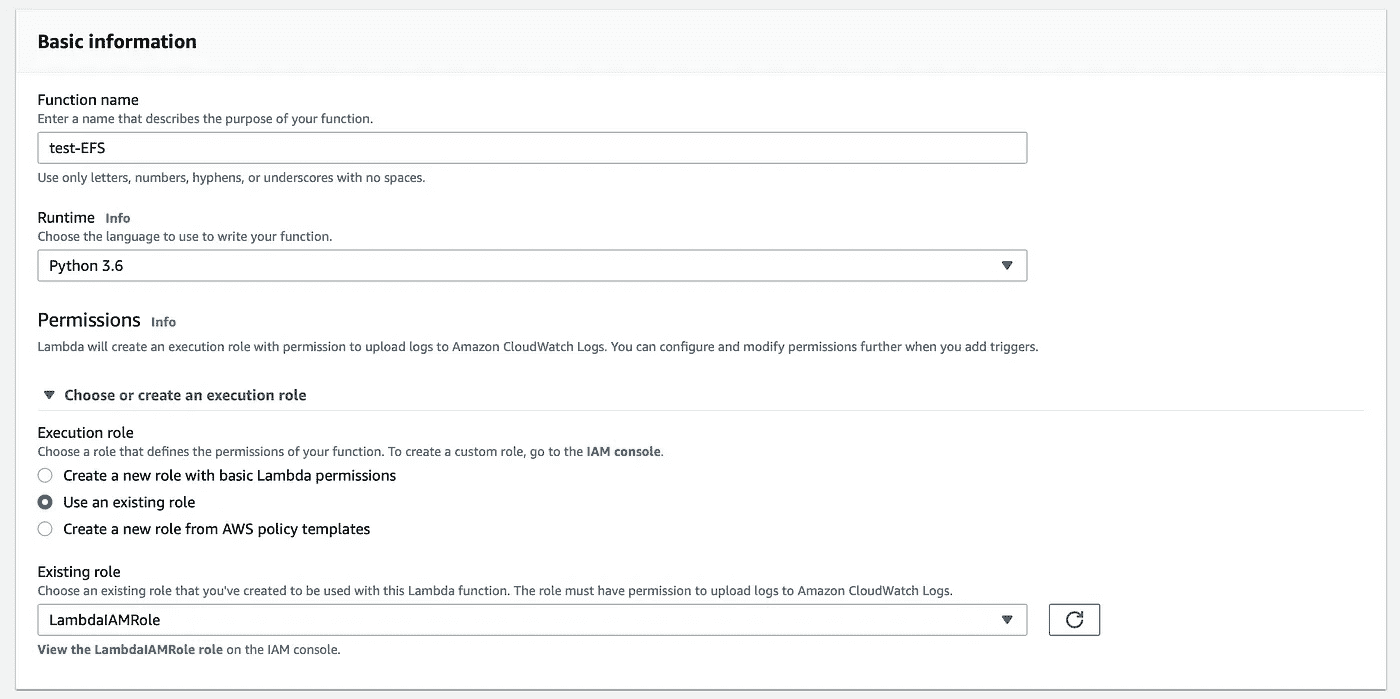 Basic information
Function name
Enter a name that describes the purpose of your function.
test-EFS
Use only letters, numbers, hyphens, or underscores with no spaces.
Runtime Info
Choose the language to use to write your function.
Python 3.6
Permissions Info
Lambda will create an execution role with permission to upload logs to Amazon CloudWatch Logs. You can configure and modify permissions further when you add triggers.
Choose or create an execution role
Execution role
Choose a role that defines the permissions of your function. To create a custom role, go to the IAM console.
Create a new role with basic Lambda permissions
Use an existing role
Create a new role from AWS policy templates
Existing role
Choose an existing role that you've created to be used with this Lambda function. The role must have permission to upload logs to Amazon CloudWatch Logs.
LambdaIAMRole
View the LambdaIAMRole role on the IAM console.